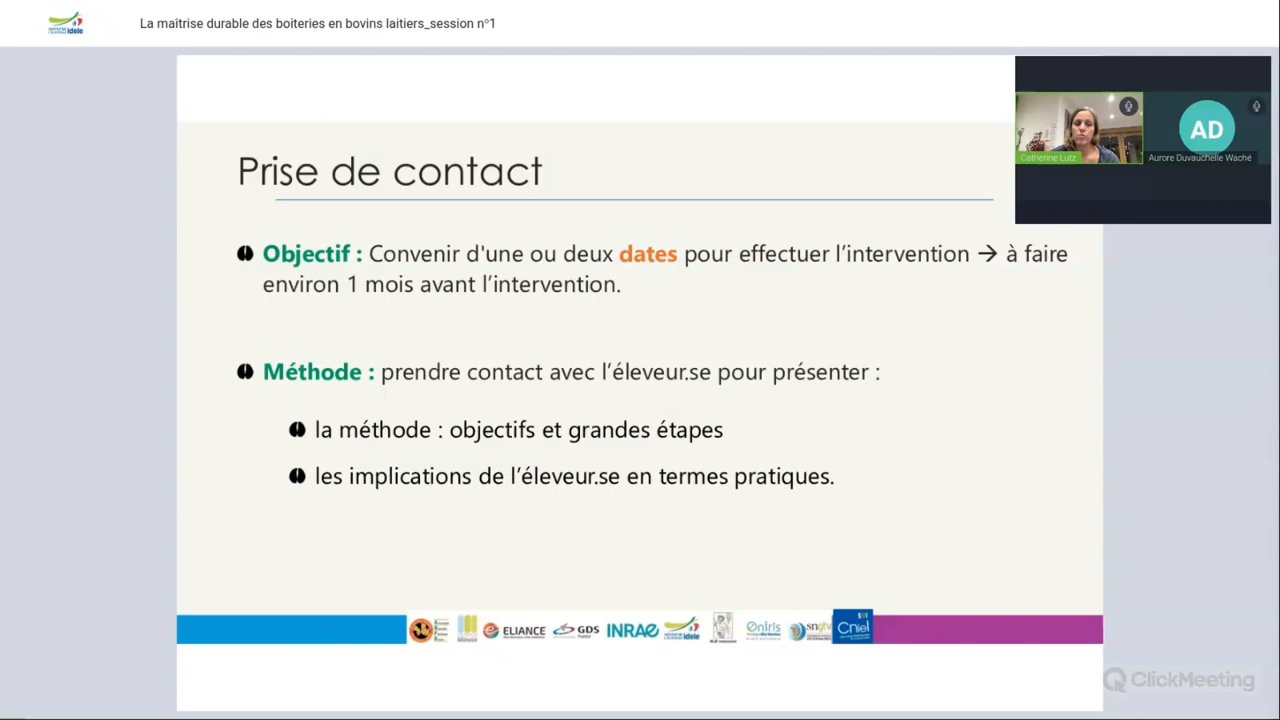 La maîtrise durable des boiteries en bovins laitiers_session n°1
Catherine Lutz
AD
Aurore Duvauchelle Waché
Prise de contact
Objectif : Convenir d'une ou deux dates pour effectuer l’intervention → à faire
environ 1 mois avant l’intervention.
Méthode : prendre contact avec l’éleveur.se pour présenter :
la méthode : objectifs et grandes étapes
les implications de l’éleveur.se en termes pratiques.
ELIANCE
GDS
INRAE
idele
Oniris
sngtv
Cniel
ClickMeeting